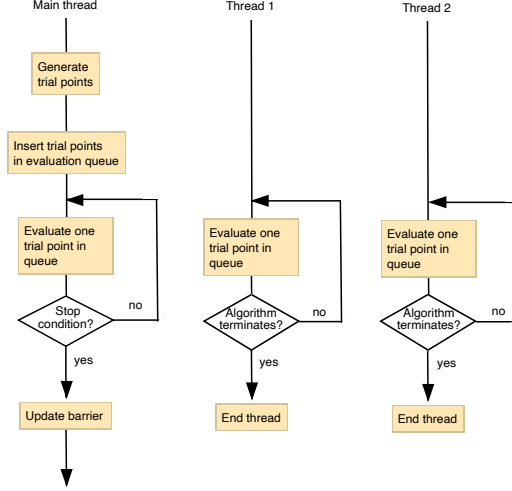 Main thread
Thread 1
Thread 2
Generate
trial points
Insert trial points
in evaluation queue
Evaluate one
trial point in
queue
Evaluate one
trial point in
queue
Evaluate one
trial point in
queue
Stop
condition?
no
Algorithm
terminates?
no
Algorithm
terminates?
no
yes
yes
yes
Update barrier
End thread
End thread